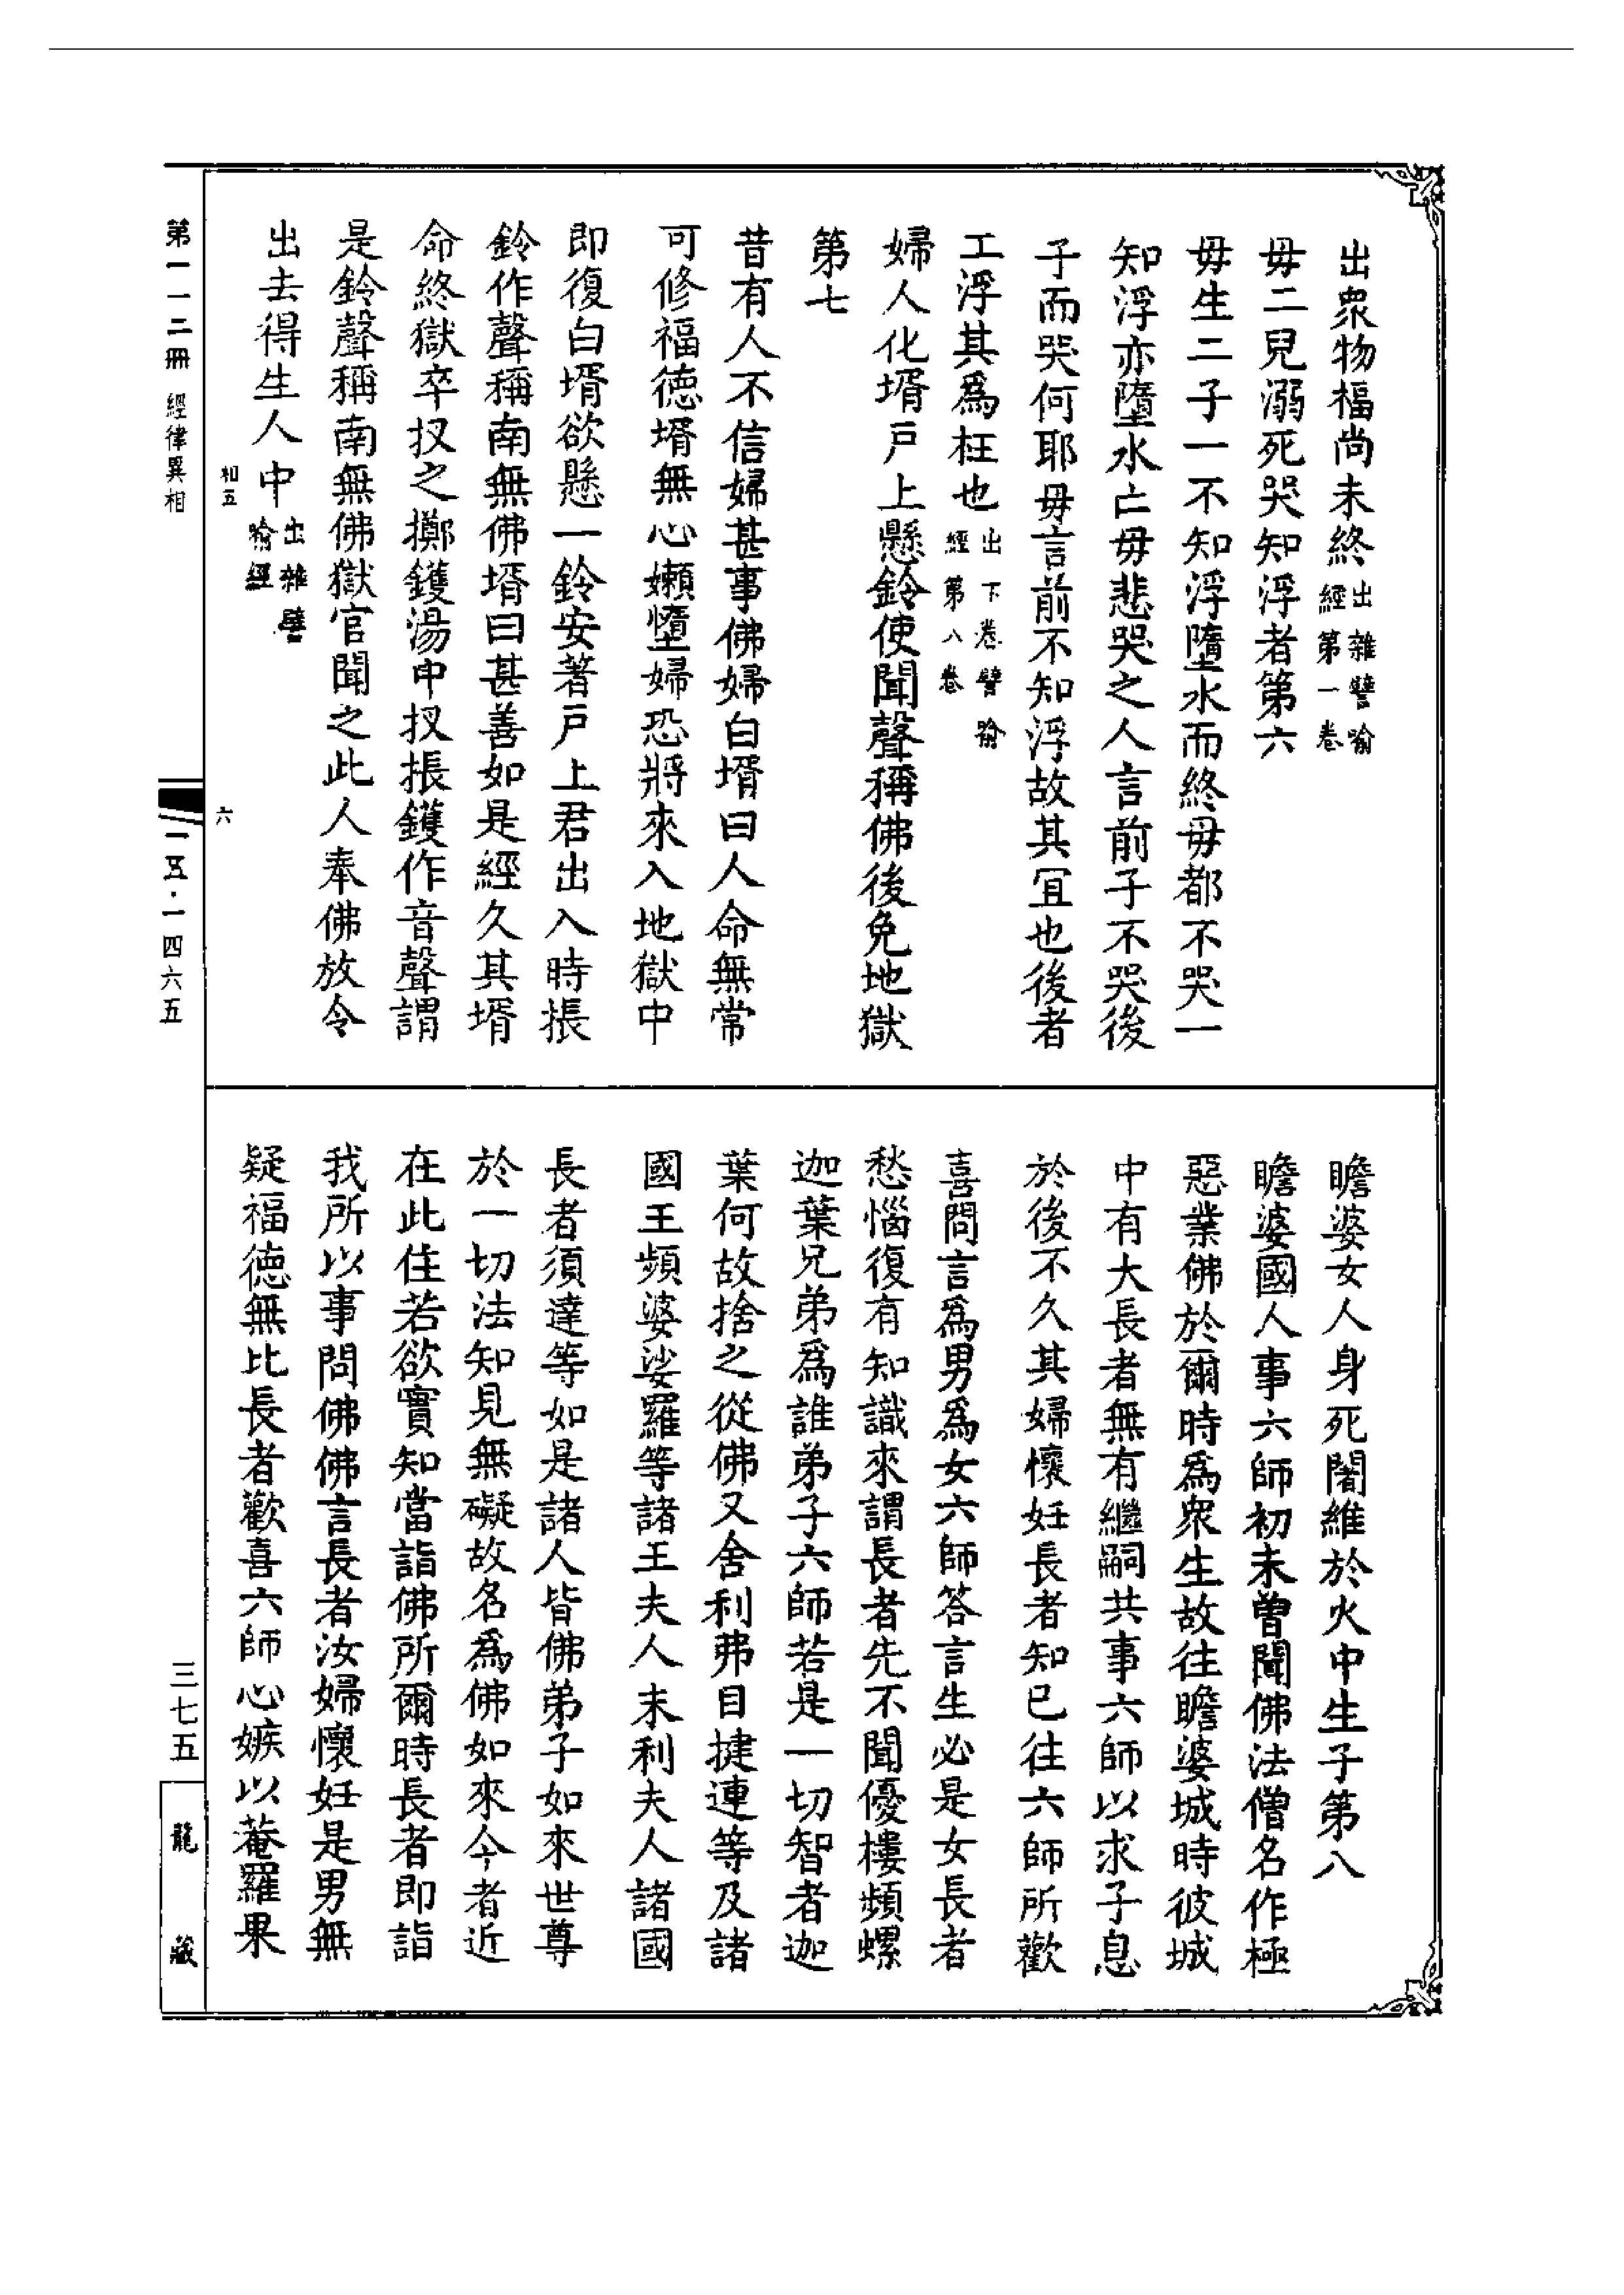 出衆物福尚未終出雜譬喻經第一卷
毋二兒溺死哭知浮者第六
毋生二子一不知浮墮水而終毋都不哭一
知浮亦墮水亡毋悲哭之人言前子不哭後
子而哭何耶毋言前不知浮故其冝也後者
工浮其為枉也出下卷譬喻經第八卷
婦人化壻戸上懸鈴使聞聲稱佛後免地獄
第七
昔有人不信婦甚事佛婦白壻曰人命無常
可修福德壻無心嬾墮婦恐將來入地獄中
即復白壻欲懸一鈴安著戸上君出入時掁
鈴作聲稱南無佛壻曰甚善如是經久其壻
命終獄卒扠之擲鑊湯中扠掁鑊作音聲謂
是鈴聲稱南無佛獄官聞之此人奉佛放令
出去得生人中出雜譬喻經
和五
六
瞻婆女人身死闍維於火中生子第八
瞻婆國人事六師初未曾聞佛法僧名作極
惡業佛於爾時為衆生故往瞻婆城時彼城
中有大長者無有繼嗣共事六師以求子息
於後不久其婦懷妊長者知已往六師所歡
喜問言為男為女六師答言生必是女長者
愁惱復有知識來謂長者先不聞優樓頻螺
迦葉兄弟為誰弟子六師若是一切智者迦
葉何故捨之從佛又舍利弗目揵連等及諸
國王頻婆娑羅等諸王夫人末利夫人諸國
長者須達等如是諸人皆佛弟子如來世尊
於一切法知見無礙故名為佛如來今者近
在此住若欲實知當詣佛所爾時長者即詣
我所以事問佛佛言長者汝婦懷妊是男無
疑福德無比長者歡喜六師心嫉以菴羅果
第一一二冊 經律異相
一五·一四六五
三七五
龍藏